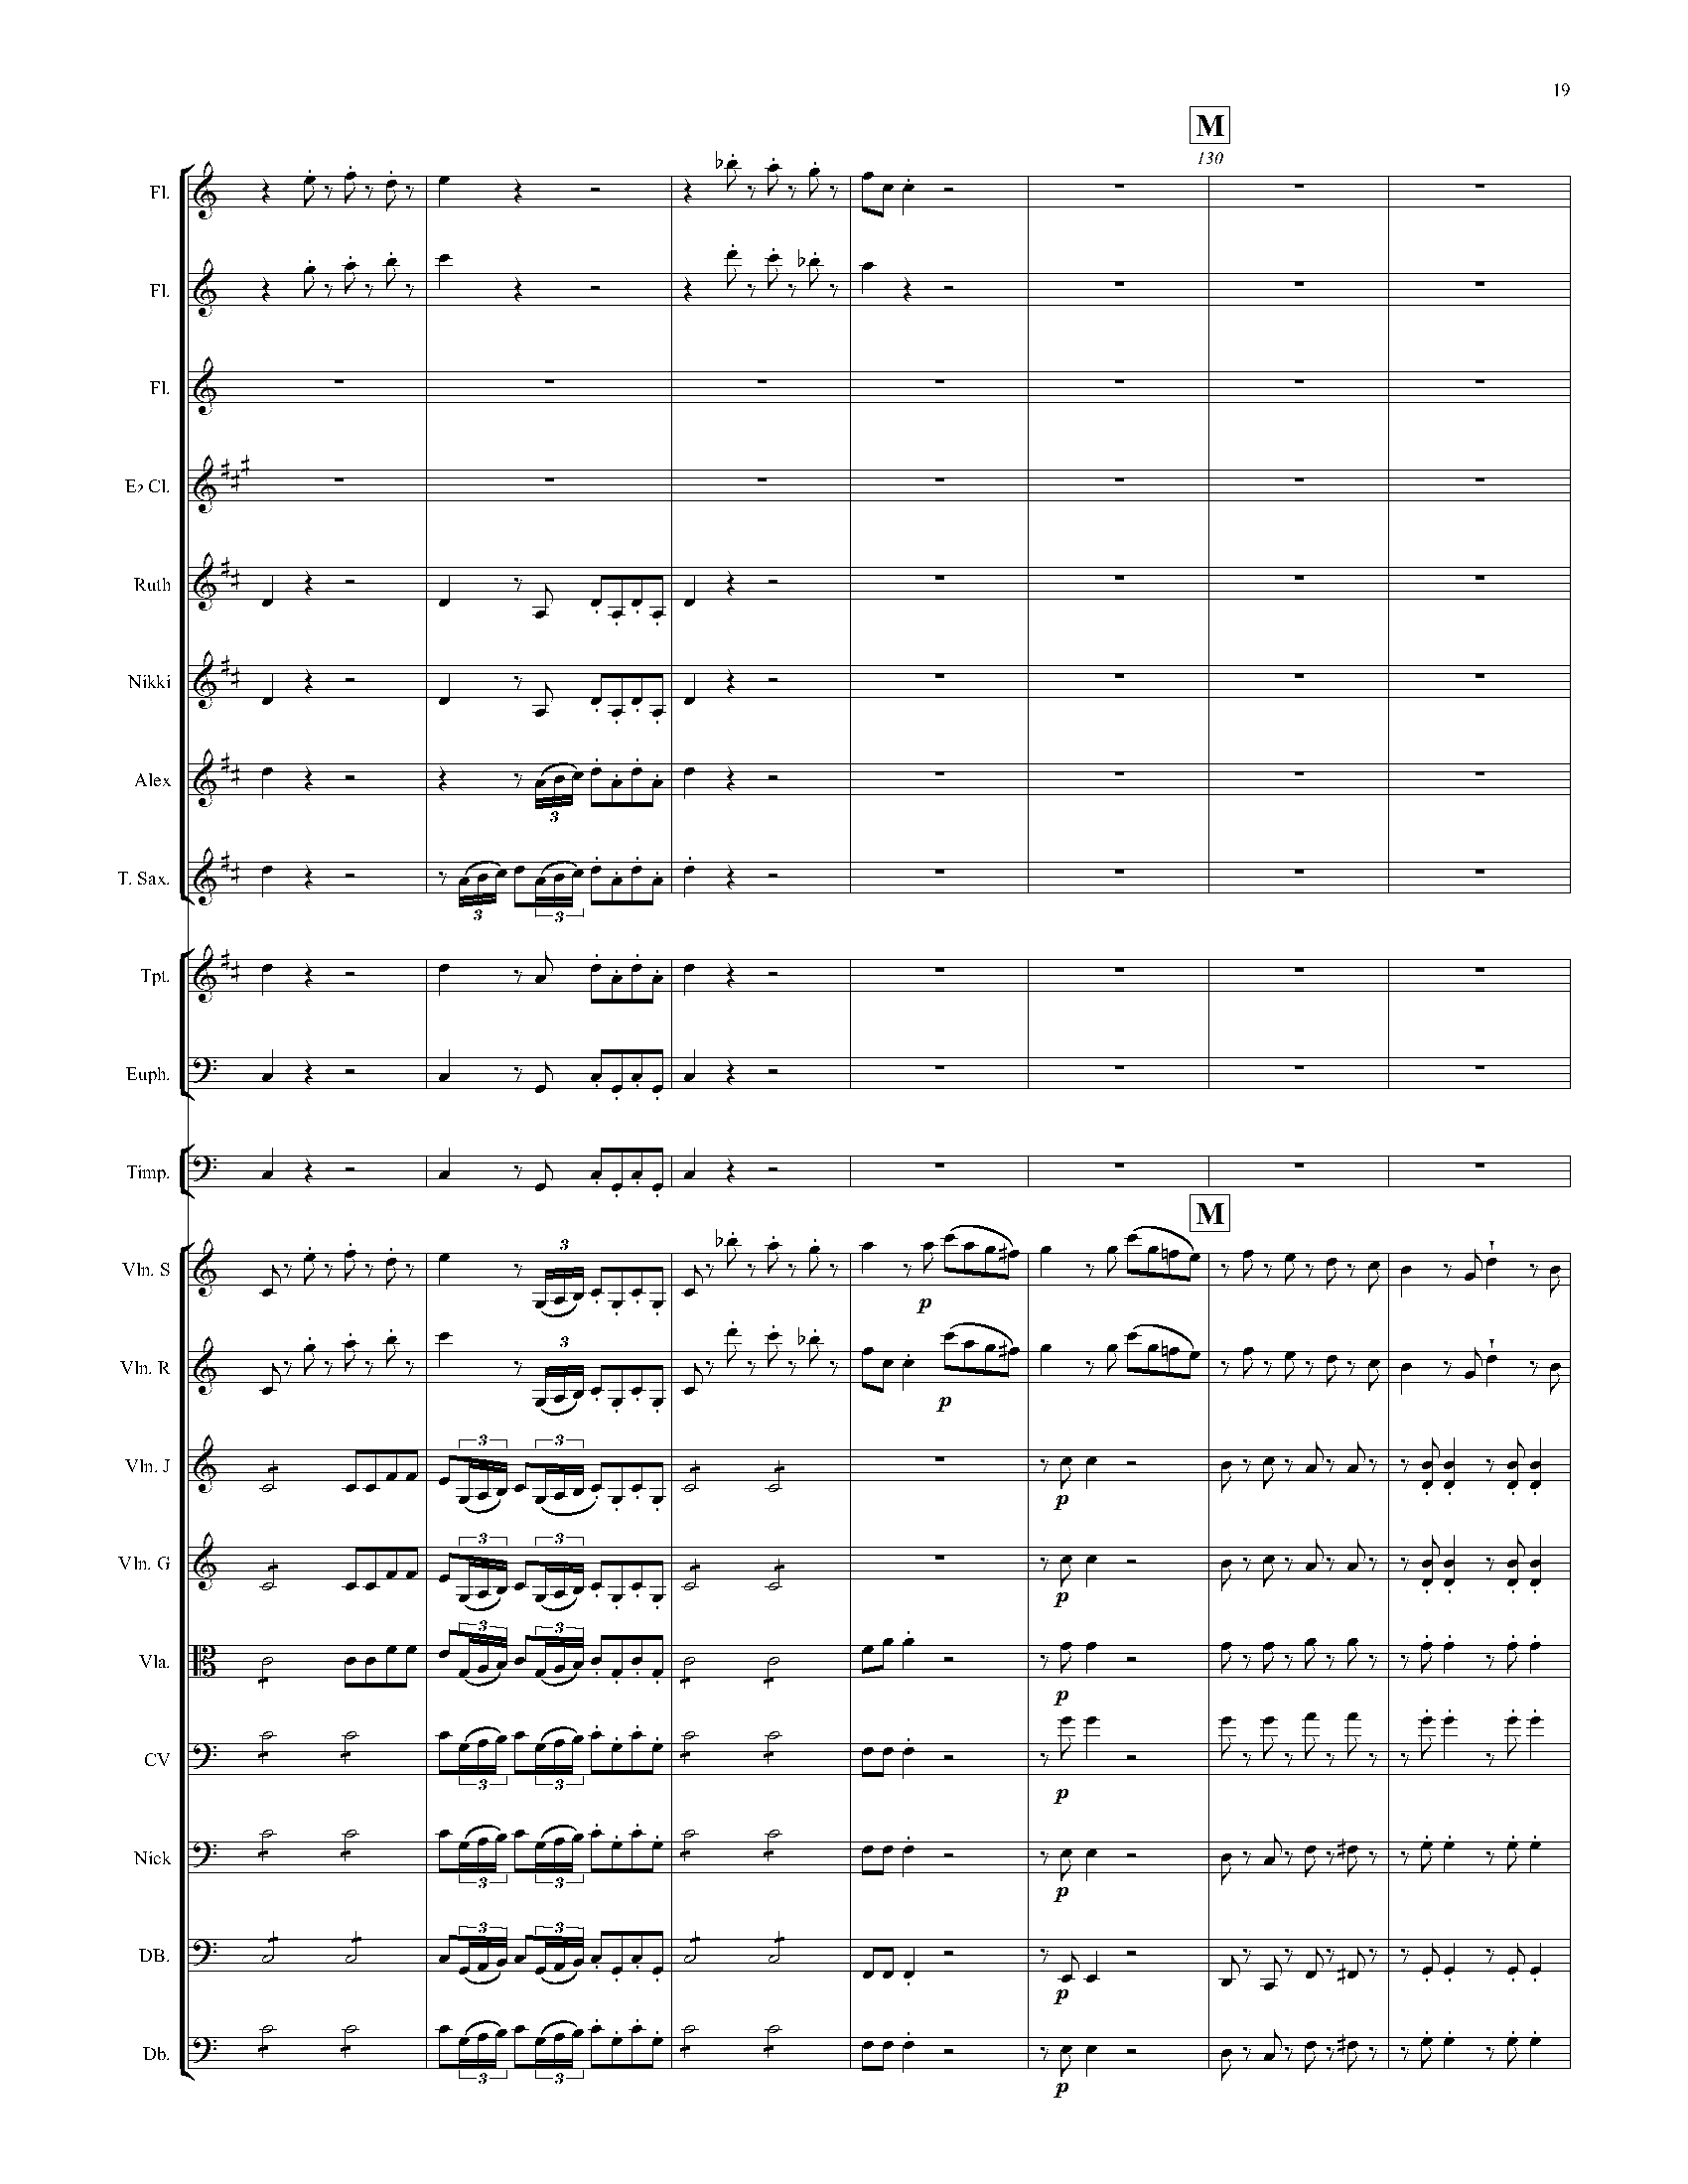 19
M
130
Fl.
Fl.
Fl.
E♭ Cl.
Ruth
Nikki
Alex
3
T. Sax.
3 3
Tpt.
Euph.
Timp.
M
Vln. S
3
p
Vln. R
3
p
Vln. J
3 3
p
Vln. G
3 3
p
Vla.
3 3
p
CV
3 3
p
Nick
3 3
p
DB.
3 3
p
Db.
3 3
p